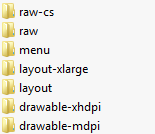 raw-cs
raw
menu
layout-xlarge
layout
drawable-xhdpi
drawable-mdpi